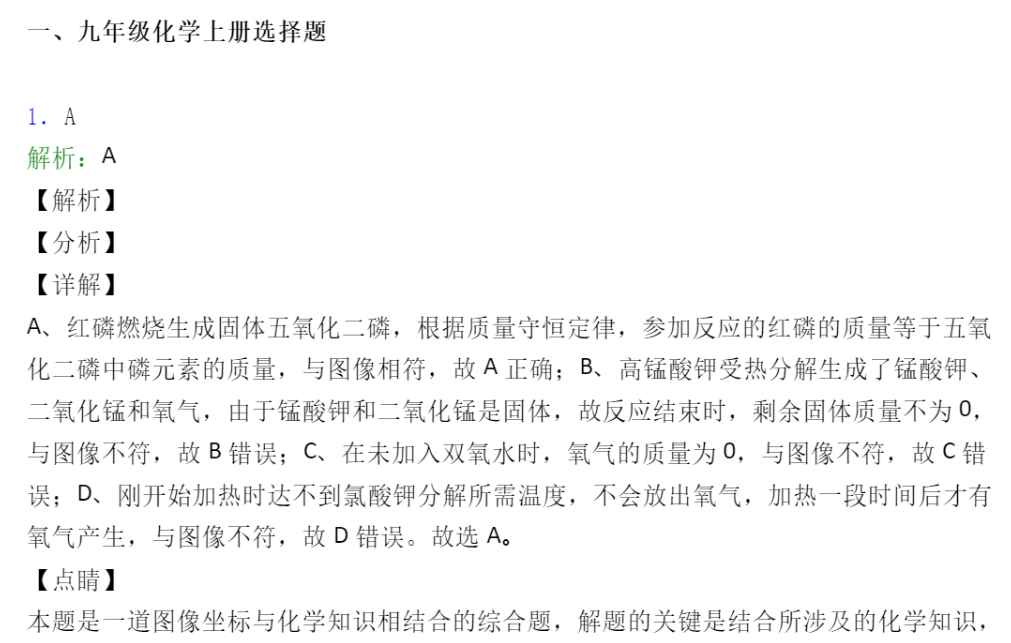 一、九年级化学上册选择题
1．A
解析：A
【解析】
【分析】
【详解】
A、红磷燃烧生成固体五氧化二磷，根据质量守恒定律，参加反应的红磷的质量等于五氧
化二磷中磷元素的质量，与图像相符，故 A 正确；B、高锰酸钾受热分解生成了锰酸钾、
二氧化锰和氧气，由于锰酸钾和二氧化锰是固体，故反应结束时，剩余固体质量不为 0，
与图像不符，故 B 错误；C、在未加入双氧水时，氧气的质量为 0，与图像不符，故 C 错
误；D、刚开始加热时达不到氯酸钾分解所需温度，不会放出氧气，加热一段时间后才有
氧气产生，与图像不符，故 D 错误。故选 A。
【点睛】
本题是一道图像坐标与化学知识相结合的综合题，解题的关键是结合所涉及的化学知识，